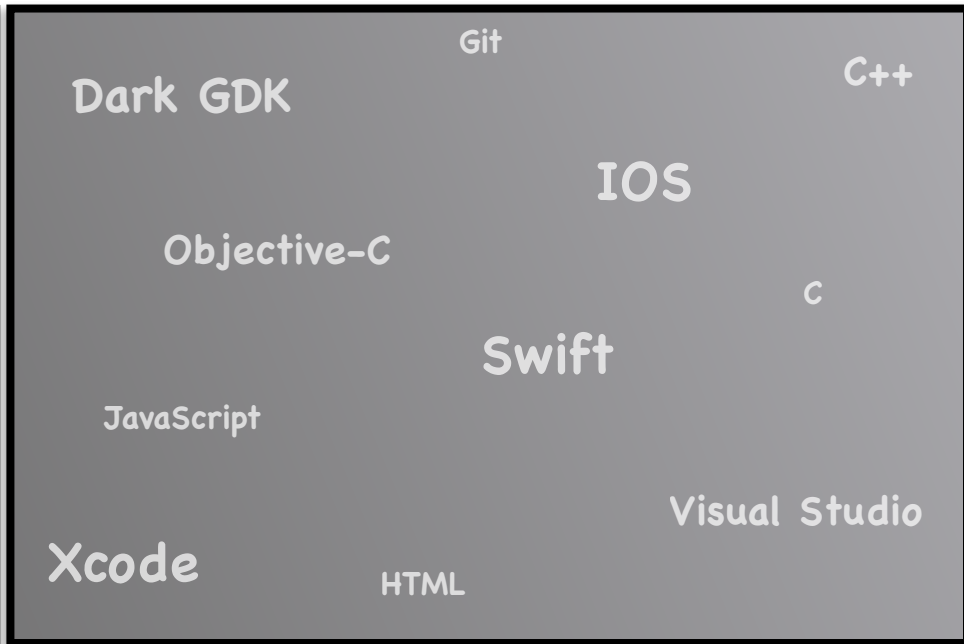 Git
C++
Dark GDK
IOS
Objective-C
C
Swift
JavaScript
Visual Studio
Xcode
HTML